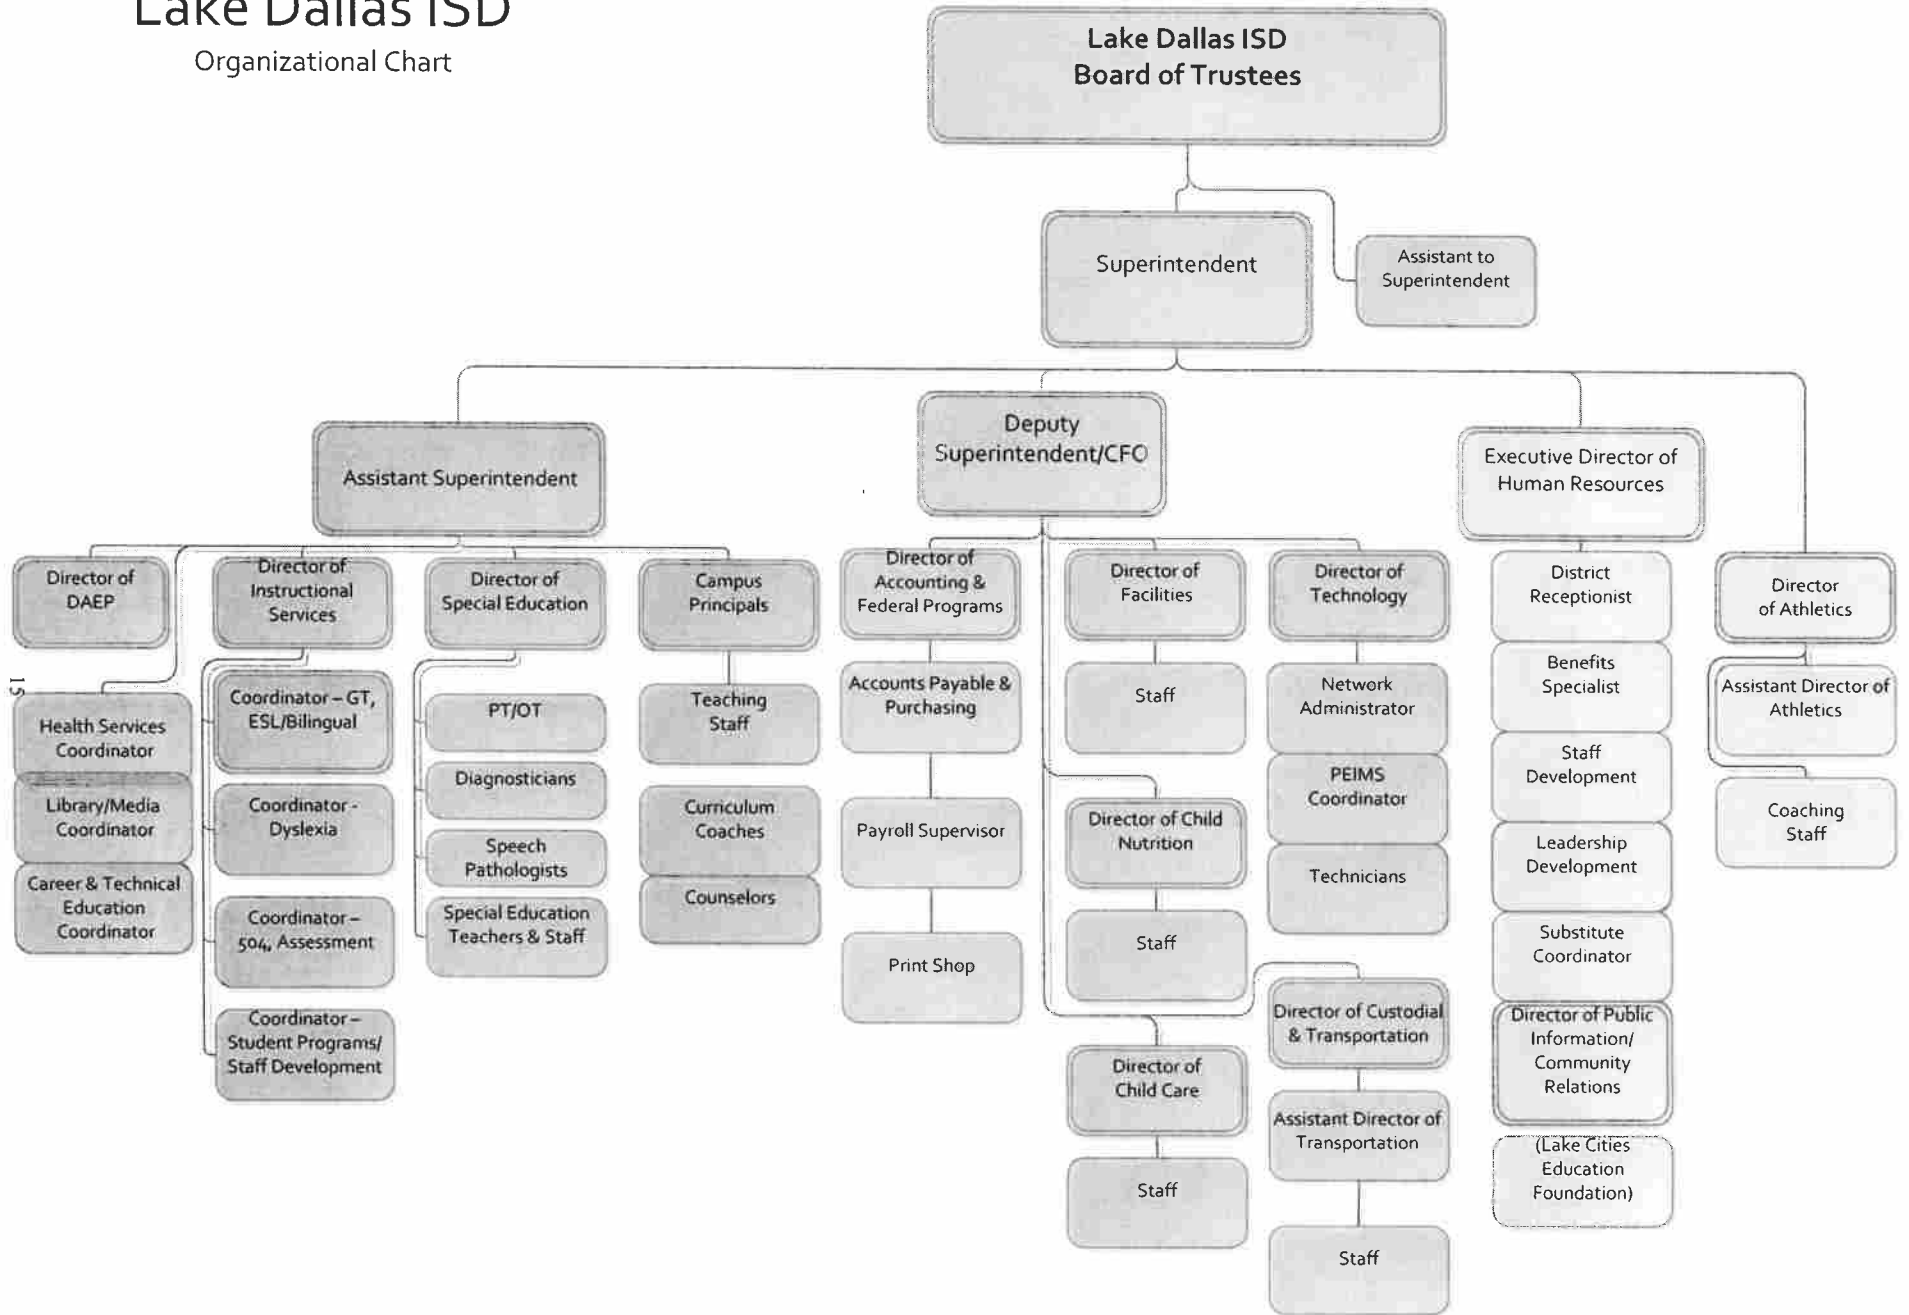 Lake Dallas ISD
Organizational Chart
Lake Dallas ISD
Board of Trustees
Superintendent
Assistant to
Superintendent
Assistant Superintendent
Deputy
Superintendent/CFO
Executive Director of
Human Resources
Director of
DAEP
Director of
Instructional
Services
Director of
Special Education
Campus
Principals
Director of
Accounting &
Federal Programs
Director of
Facilities
Director of
Technology
District
Receptionist
Director
of Athletics
15
Health Services
Coordinator
Library/Media
Coordinator
Career & Technical
Education
Coordinator
Coordinator – GT,
ESL/Bilingual
Coordinator -
Dyslexia
Coordinator –
504, Assessment
Coordinator –
Student Programs/
Staff Development
PT/OT
Diagnosticians
Speech
Pathologists
Special Education
Teachers & Staff
Teaching
Staff
Curriculum
Coaches
Counselors
Accounts Payable &
Purchasing
Payroll Supervisor
Print Shop
Staff
Director of Child
Nutrition
Staff
Director of
Child Care
Staff
Network
Administrator
PEIMS
Coordinator
Technicians
Director of Custodial
& Transportation
Assistant Director of
Transportation
Staff
Benefits
Specialist
Staff
Development
Leadership
Development
Substitute
Coordinator
Director of Public
Information/
Community
Relations
(Lake Cities
Education
Foundation)
Assistant Director of
Athletics
Coaching
Staff